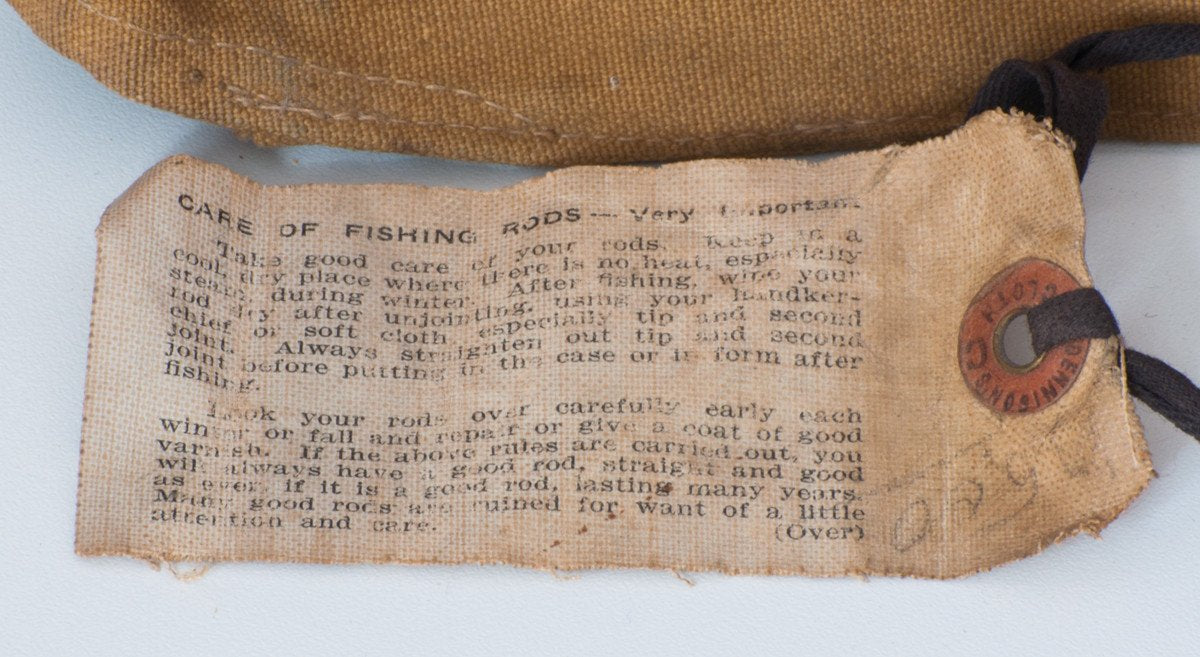 CARE OF FISHING RODS — Very Important
Take good care of your rods. Keep in a
cool, dry place where there is no heat, especially
steam, during winter. After fishing, wipe your
rod dry after unjointing, using your handker-
chief or soft cloth especially tip and second
joint. Always straighten out tip and second
joint before putting in the case or in form after
fishing.
Look your rods over carefully early each
winter or fall and repair or give a coat of good
varnish. If the above rules are carried out, you
will always have a good rod, straight and good
as ever, if it is a good rod, lasting many years.
Many good rods are ruined for want of a little
attention and care.
(Over)
DENNISON